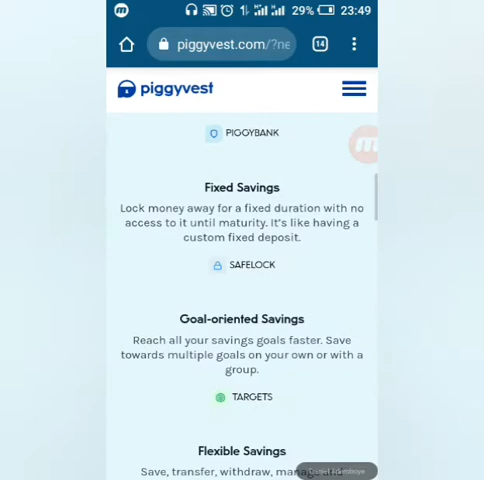 23:49
29%
piggyvest.com/?ne
14
piggyvest
PIGGYBANK
Fixed Savings
Lock money away for a fixed duration with no
access to it until maturity. It's like having a
custom fixed deposit.
SAFELOCK
Goal-oriented Savings
Reach all your savings goals faster. Save
towards multiple goals on your own or with a
group.
TARGETS
Flexible Savings
Save, transfer, withdraw,